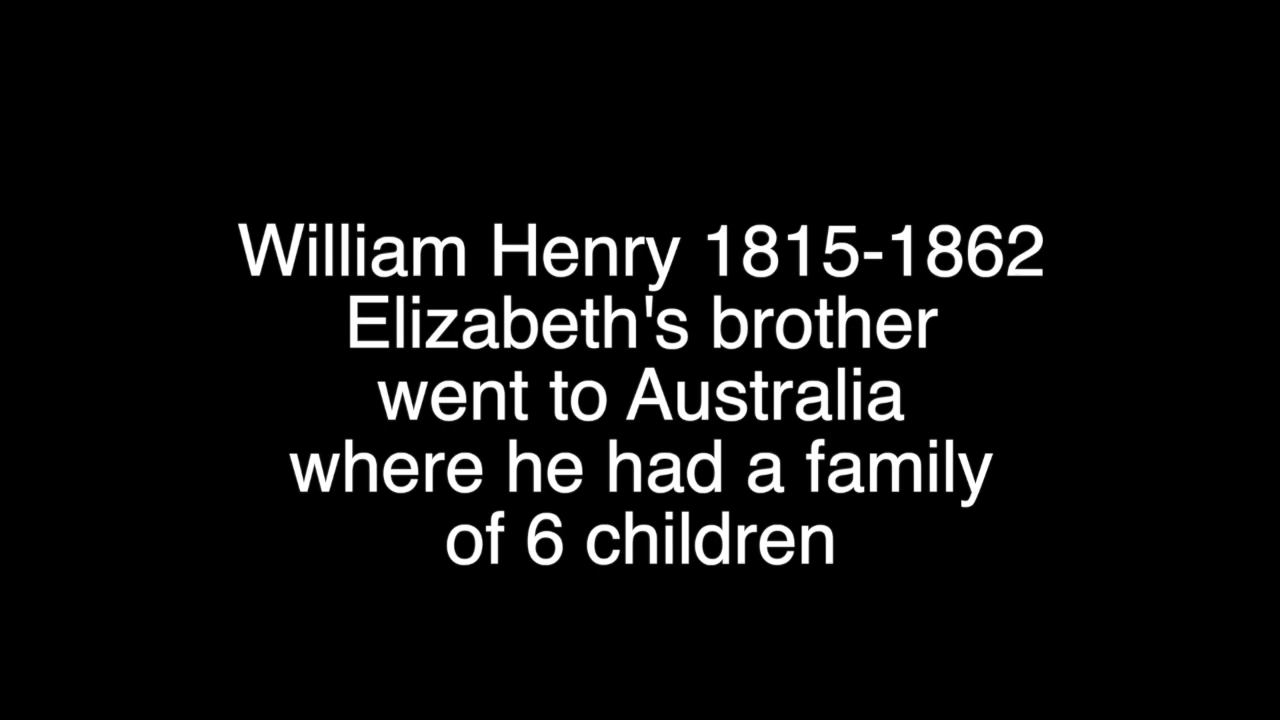 William Henry 1815-1862
Elizabeth's brother
went to Australia
where he had a family
of 6 children